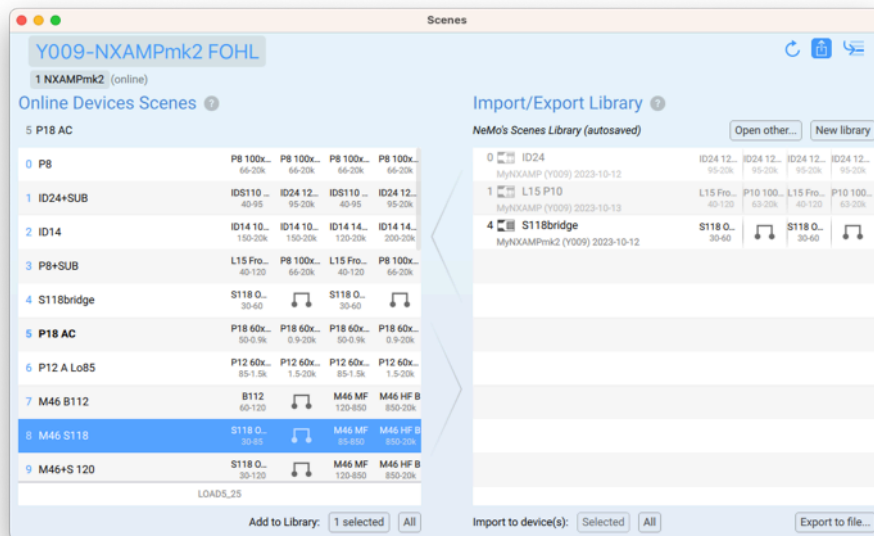 Scenes
Y009-NXAMPmk2 FOHL
1 NXAMPmk2 (online)
Online Devices Scenes ?
5 P18 AC
0 P8 P8 100x... P8 100x... P8 100x... P8 100x...
66-20k 66-20k 66-20k 66-20k
1 ID24+SUB IDS110 ... ID24 12... IDS110 ... ID24 12...
40-95 95-20k 40-95 95-20k
2 ID14 ID14 10... ID14 10... ID14 14... ID14 14...
150-20k 150-20k 120-20k 200-20k
3 P8+SUB L15 Fro... P8 100x... L15 Fro... P8 100x...
40-120 66-20k 40-120 66-20k
4 S118bridge S118 O... S118 O...
30-60 30-60
5 P18 AC P18 60x... P18 60x... P18 60x... P18 60x...
50-0.9k 0.9-20k 50-0.9k 0.9-20k
6 P12 A Lo85 P12 60x... P12 60x... P12 60x... P12 60x...
85-1.5k 1.5-20k 85-1.5k 1.5-20k
7 M46 B112 B112 M46 MF M46 HF B
60-120 120-850 850-20k
8 M46 S118 S118 O... M46 MF M46 HF B
30-85 85-850 850-20k
9 M46+S 120 S118 O... M46 MF M46 HF B
30-120 120-850 850-20k
LOAD5_25
Add to Library: 1 selected All
Import/Export Library ?
NeMo's Scenes Library (autosaved) Open other... New library
0 ID24 ID24 12... ID24 12... ID24 12... ID24 12...
MyNXAMP (Y009) 2023-10-12 95-20k 95-20k 95-20k 95-20k
1 L15 P10 L15 Fro... P10 100... L15 Fro... P10 100...
MyNXAMP (Y009) 2023-10-13 40-120 63-20k 40-120 63-20k
4 S118bridge S118 O... S118 O...
MyNXAMPmk2 (Y009) 2023-10-12 30-60 30-60
Import to device(s): Selected All Export to file...